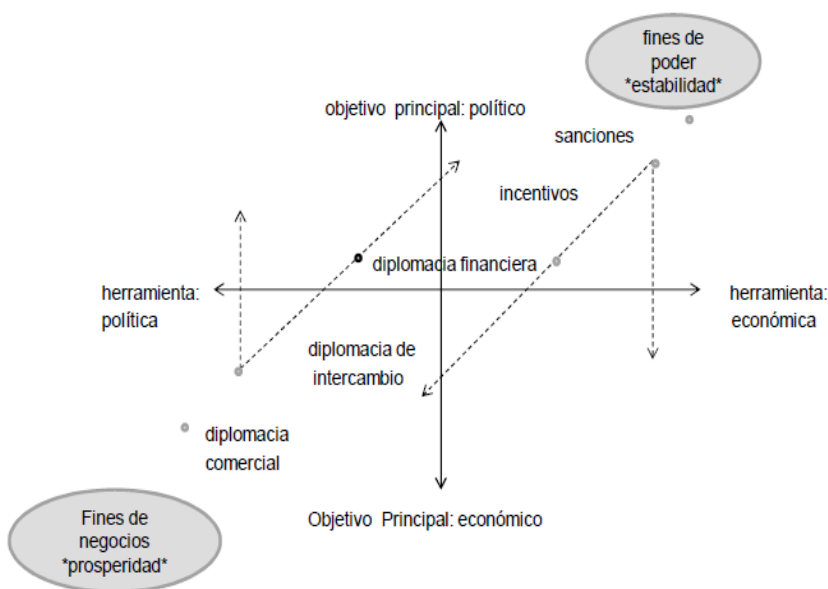 fines de
poder
*estabilidad*
objetivo principal: político
sanciones
incentivos
diplomacia financiera
herramienta:
política
herramienta:
económica
diplomacia de
intercambio
diplomacia
comercial
Fines de
negocios
*prosperidad*
Objetivo Principal: económico